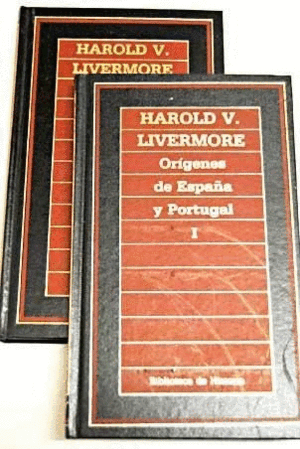 HAROLD V.
LIVERMORE
HAROLD V.
LIVERMORE
Orígenes
de España
y Portugal
I
Biblioteca de Historia